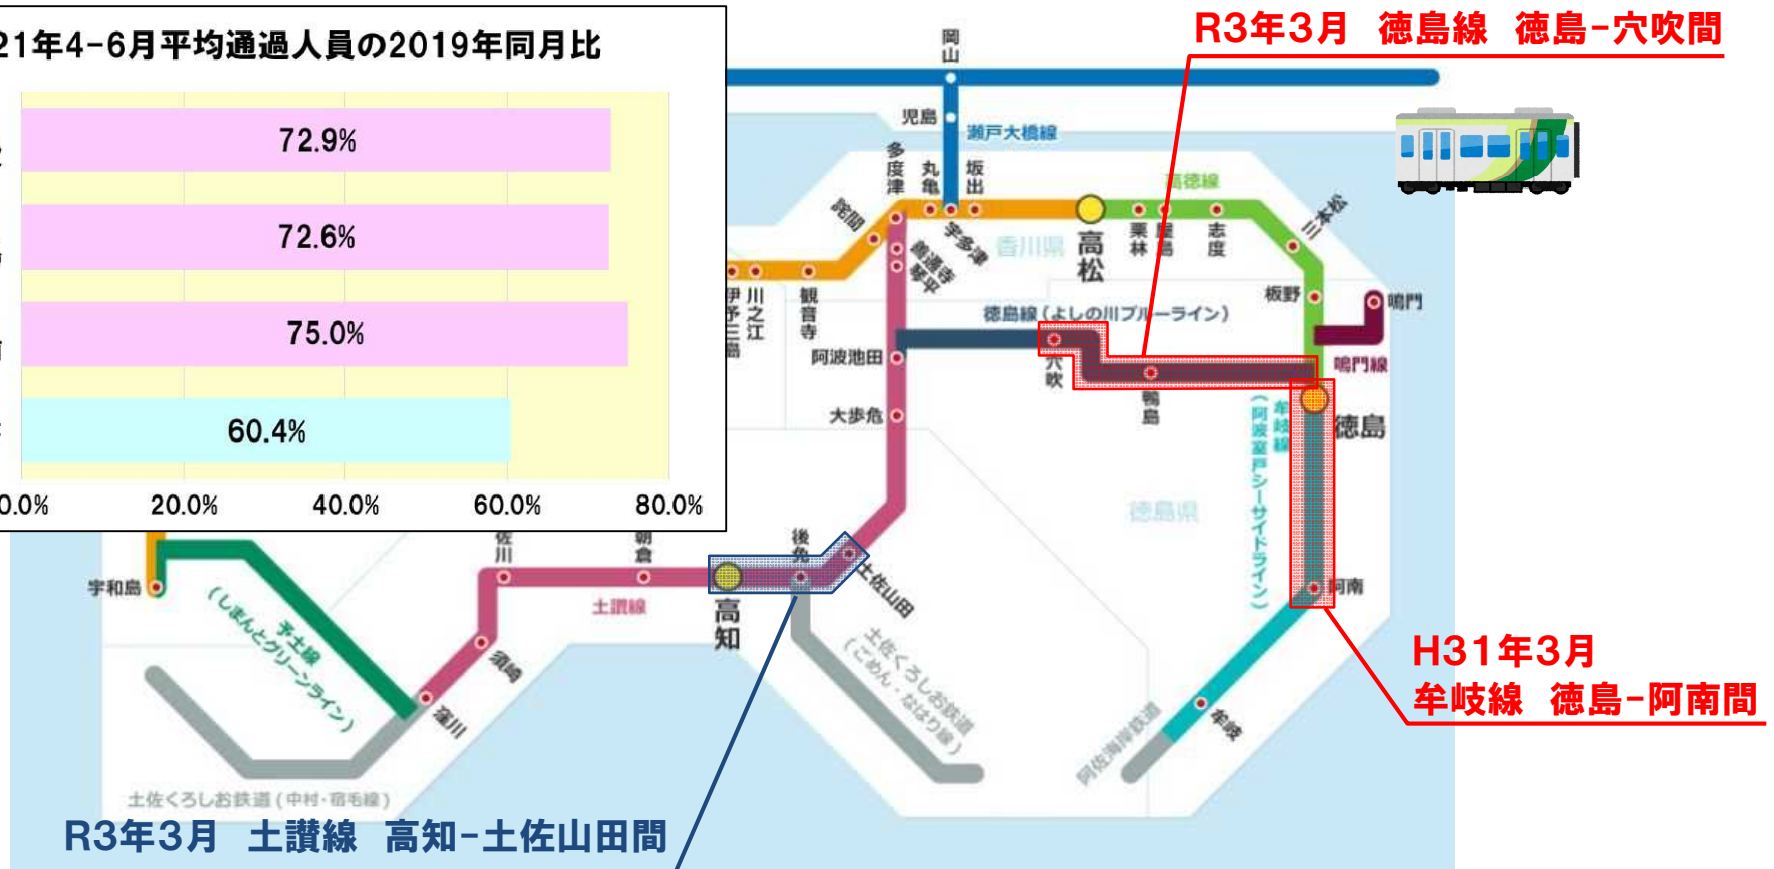 21年4-6月平均通過人員の2019年同月比
72.9%
72.6%
75.0%
60.4%
0.0%
20.0%
40.0%
60.0%
80.0%
R3年3月 徳島線 徳島-穴吹間
岡山
児島
瀬戸大橋線
多度津
丸亀
坂出
高徳線
詫間
宇多津
善通寺
琴平
香川県
高松
栗林
屋島
志度
三本松
板野
鳴門
鳴門線
伊予三島
川之江
観音寺
徳島線(よしの川ブルーライン)
阿波池田
穴吹
鴨島
大歩危
徳島
牟岐線
(阿波室戸シーサイドライン)
徳島県
佐川
朝倉
後免
土佐山田
宇和島
土讃線
高知
阿南
予土線
(しまんとグリーンライン)
須崎
窪川
土佐くろしお鉄道
(ごめん・なはり線)
牟岐
阿佐海岸鉄道
土佐くろしお鉄道(中村・宿毛線)
H31年3月
牟岐線 徳島-阿南間
R3年3月 土讃線 高知-土佐山田間